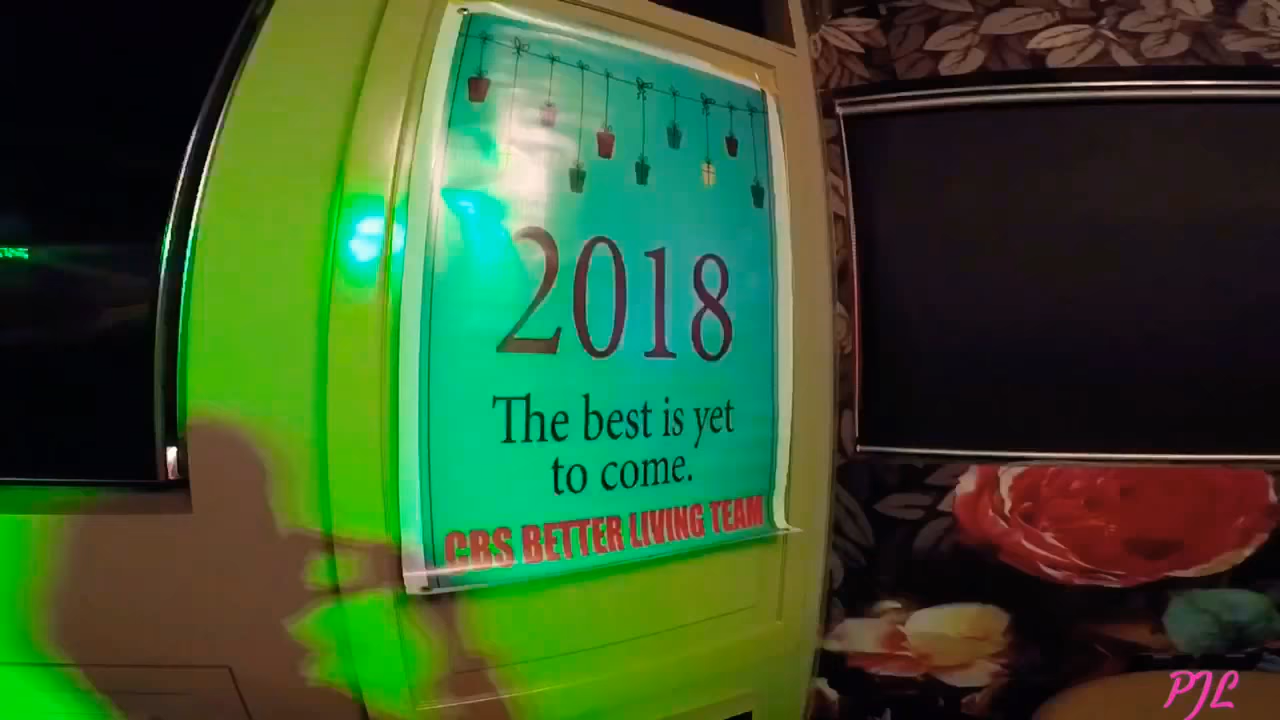 2018
The best is yet
to come.
CBS BETTER LIVING TEAM
PJL